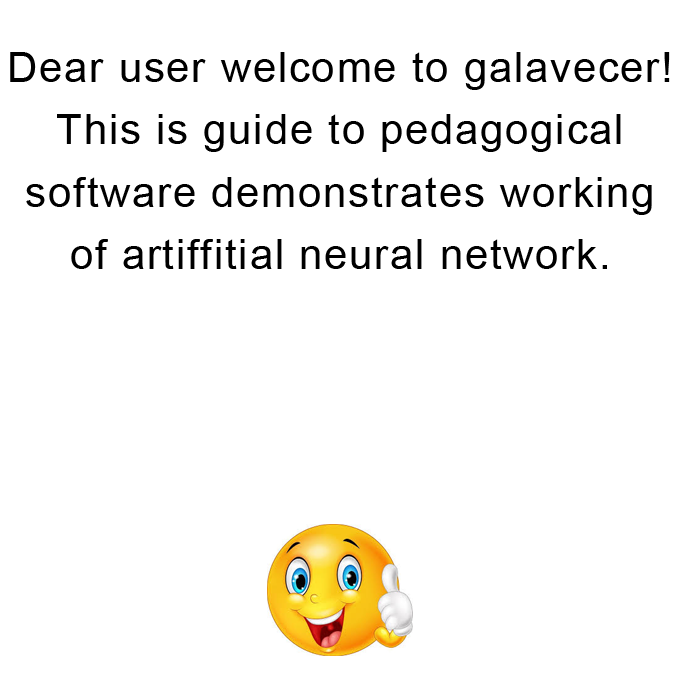 Dear user welcome to galavecer!
This is guide to pedagogical
software demonstrates working
of artiffitial neural network.